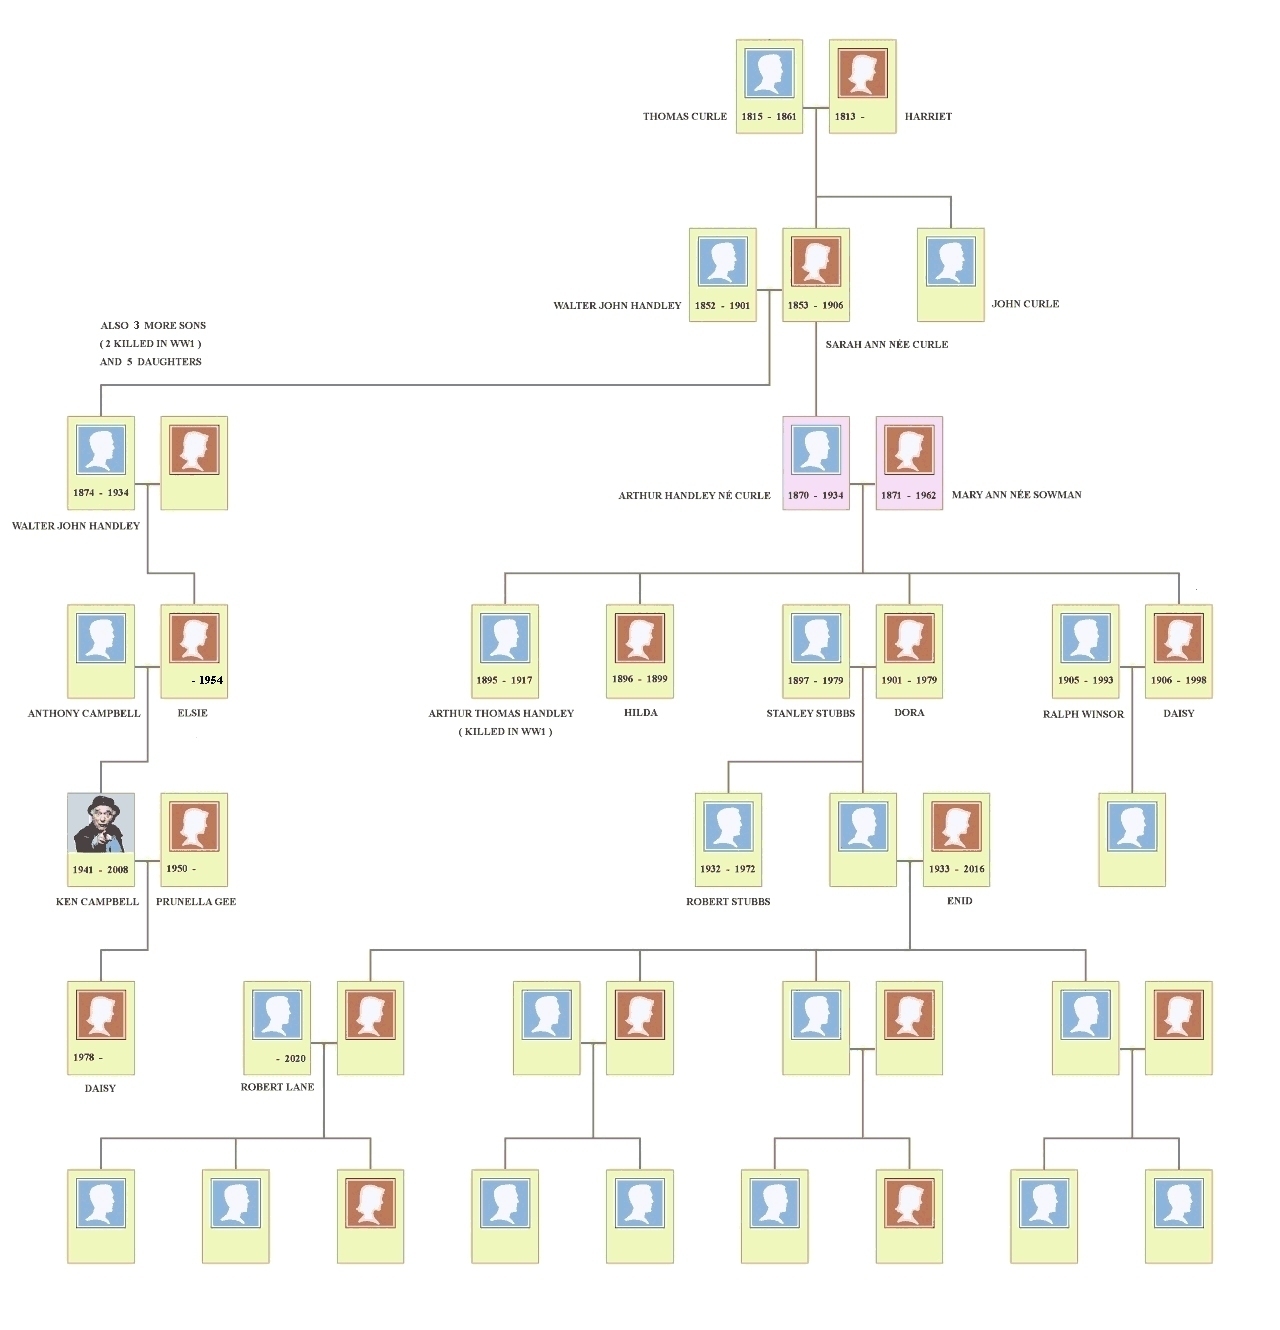 THOMAS CURLE
1815 - 1861
1813 -
HARRIET
WALTER JOHN HANDLEY
1852 - 1901
1853 - 1906
JOHN CURLE
SARAH ANN NÉE CURLE
ALSO 3 MORE SONS
( 2 KILLED IN WW1 )
AND 5 DAUGHTERS
1874 - 1934
WALTER JOHN HANDLEY
ARTHUR HANDLEY NÉ CURLE
1870 - 1934
1871 - 1962
MARY ANN NÉE SOWMAN
- 1954
1895 - 1917
1896 - 1899
1897 - 1979
1901 - 1979
1905 - 1993
1906 - 1998
ANTHONY CAMPBELL
ELSIE
ARTHUR THOMAS HANDLEY
( KILLED IN WW1 )
HILDA
STANLEY STUBBS
DORA
RALPH WINSOR
DAISY
1941 - 2008
1950 -
1932 - 1972
1933 - 2016
KEN CAMPBELL
PRUNELLA GEE
ROBERT STUBBS
ENID
1978 -
- 2020
DAISY
ROBERT LANE